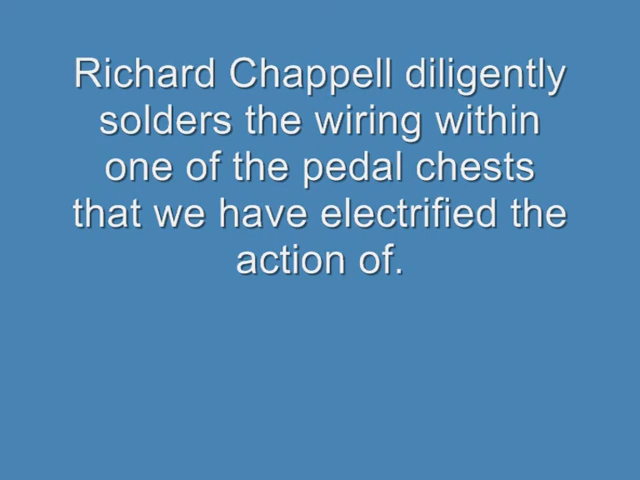 Richard Chappell diligently
solders the wiring within
one of the pedal chests
that we have electrified the
action of.